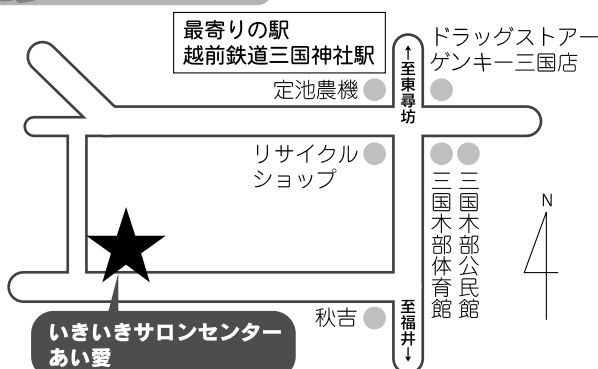 最寄りの駅
越前鉄道三国神社駅
ドラッグストアー
ゲンキー三国店
↑至東尋坊
定池農機
リサイクル
ショップ
三国木部体育館
三国木部公民館
N
秋吉
至福井↓
いきいきサロンセンター
あい愛